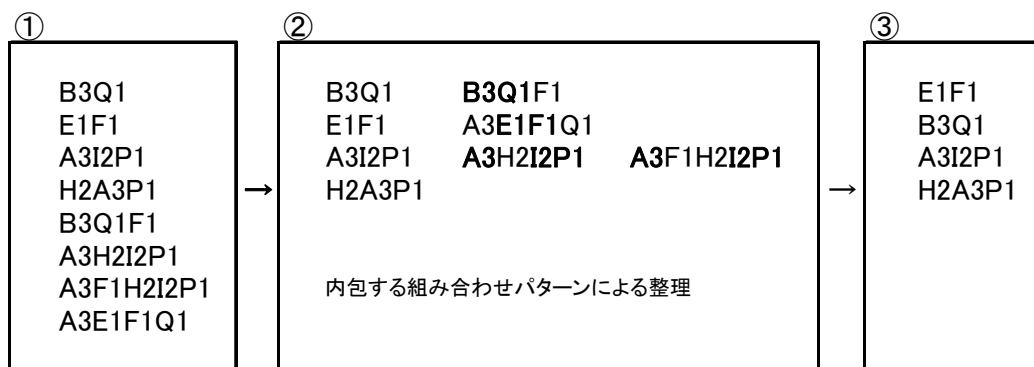 ①
B3Q1
E1F1
A3I2P1
H2A3P1
B3Q1F1
A3H2I2P1
A3F1H2I2P1
A3E1F1Q1
→
②
B3Q1 B3Q1F1
E1F1 A3E1F1Q1
A3I2P1 A3H2I2P1 A3F1H2I2P1
H2A3P1
内包する組み合わせパターンによる整理
→
③
E1F1
B3Q1
A3I2P1
H2A3P1